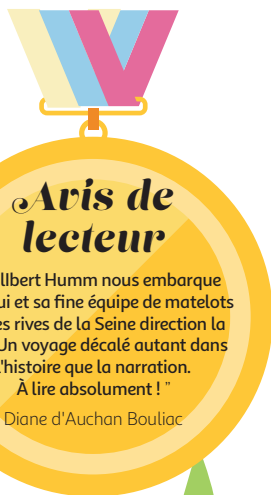 Avis de
lecteur
lbert Humm nous embarque
ui et sa fine équipe de matelots
es rives de la Seine direction la
Un voyage décalé autant dans
l'histoire que la narration.
À lire absolument ! ”
Diane d'Auchan Bouliac